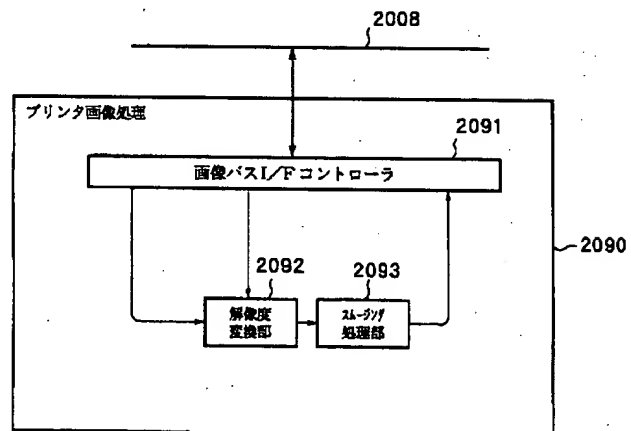 2008
プリンタ画像処理
2091
画像バスI/Fコントローラ
2090
2092
2093
解像度
変換部
スムージング
処理部